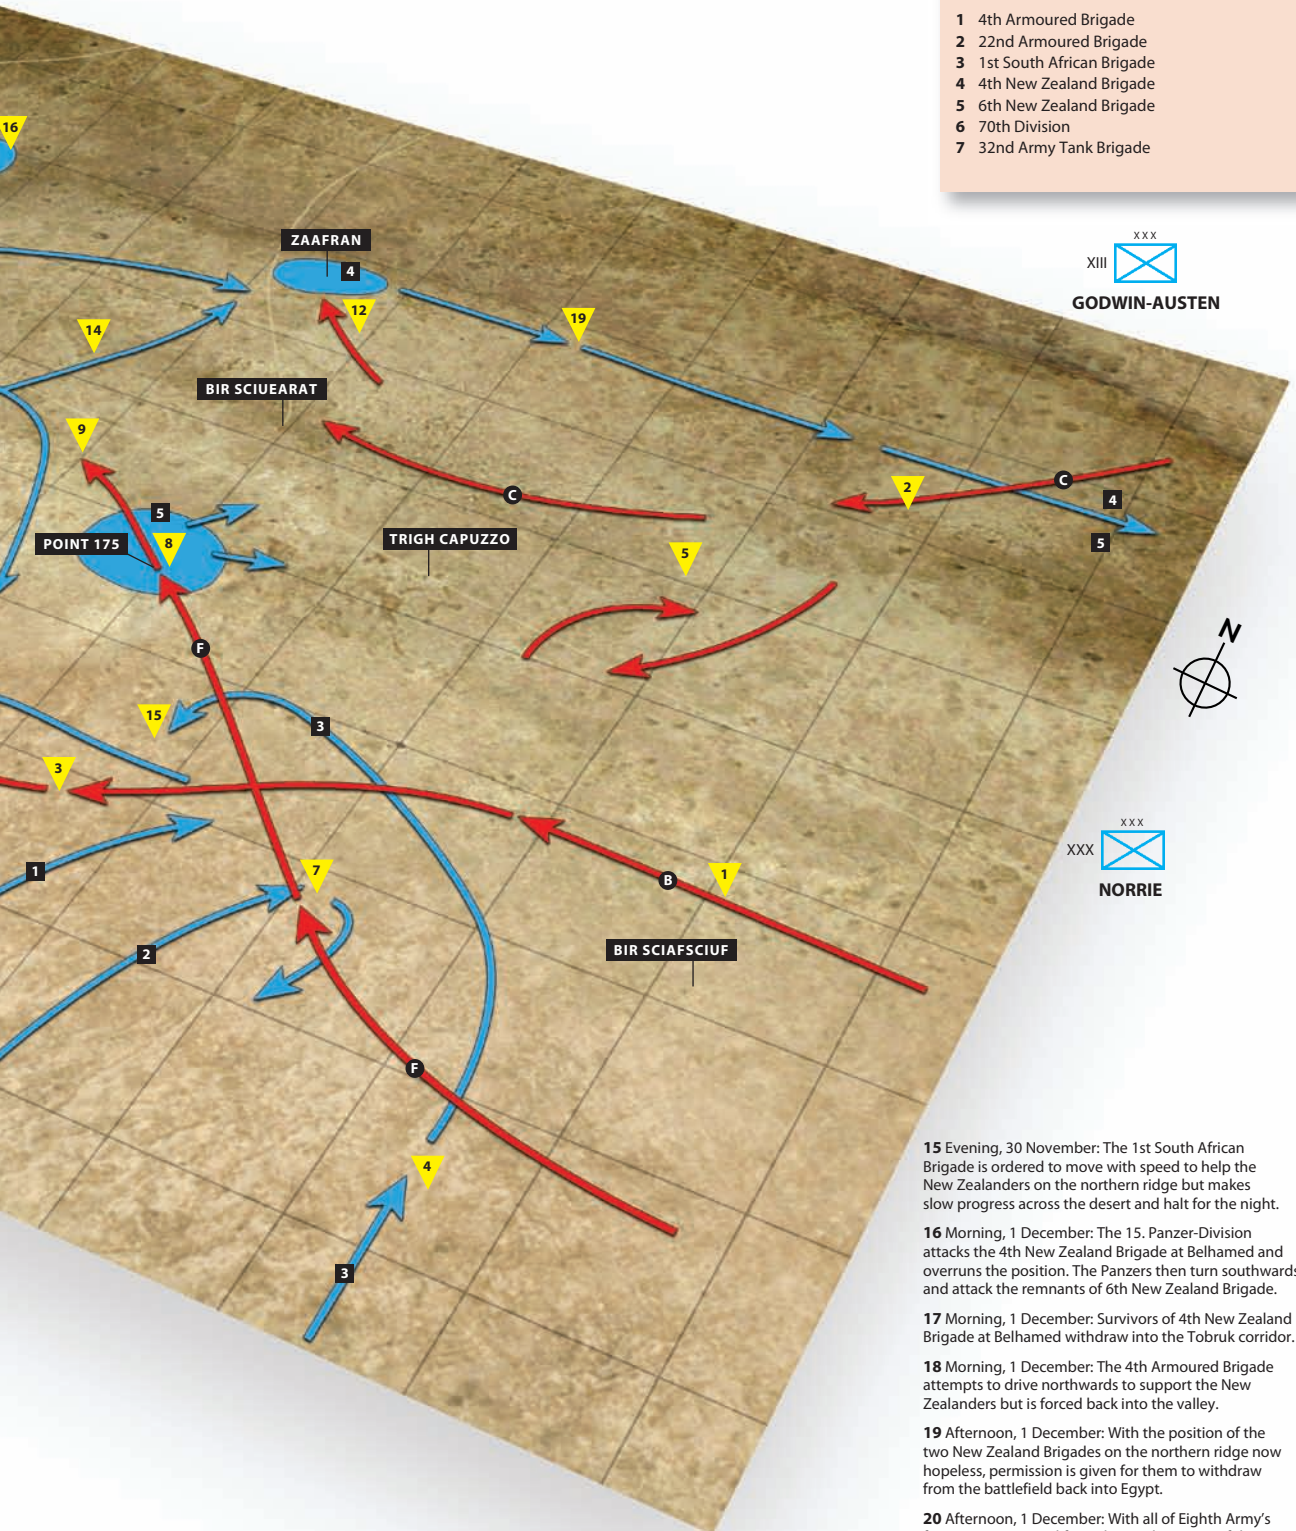 1 4th Armoured Brigade
2 22nd Armoured Brigade
3 1st South African Brigade
4 4th New Zealand Brigade
5 6th New Zealand Brigade
6 70th Division
7 32nd Army Tank Brigade
16
XXX
XIII
GODWIN-AUSTEN
ZAAFRAN
4
12
19
14
BIR SCIUEARAT
9
C
2
C
4
5
5
POINT 175
8
TRIGH CAPUZZO
5
N
F
15
3
3
XXX
XXX
NORRIE
1
7
B
1
2
BIR SCIAFSCIUF
F
4
3
15 Evening, 30 November: The 1st South African
Brigade is ordered to move with speed to help the
New Zealanders on the northern ridge but makes
slow progress across the desert and halt for the night.
16 Morning, 1 December: The 15. Panzer-Division
attacks the 4th New Zealand Brigade at Belhamed and
overruns the position. The Panzers then turn southwards
and attack the remnants of 6th New Zealand Brigade.
17 Morning, 1 December: Survivors of 4th New Zealand
Brigade at Belhamed withdraw into the Tobruk corridor.
18 Morning, 1 December: The 4th Armoured Brigade
attempts to drive northwards to support the New
Zealanders but is forced back into the valley.
19 Afternoon, 1 December: With the position of the
two New Zealand Brigades on the northern ridge now
hopeless, permission is given for them to withdraw
from the battlefield back into Egypt.
20 Afternoon, 1 December: With all of Eighth Army's